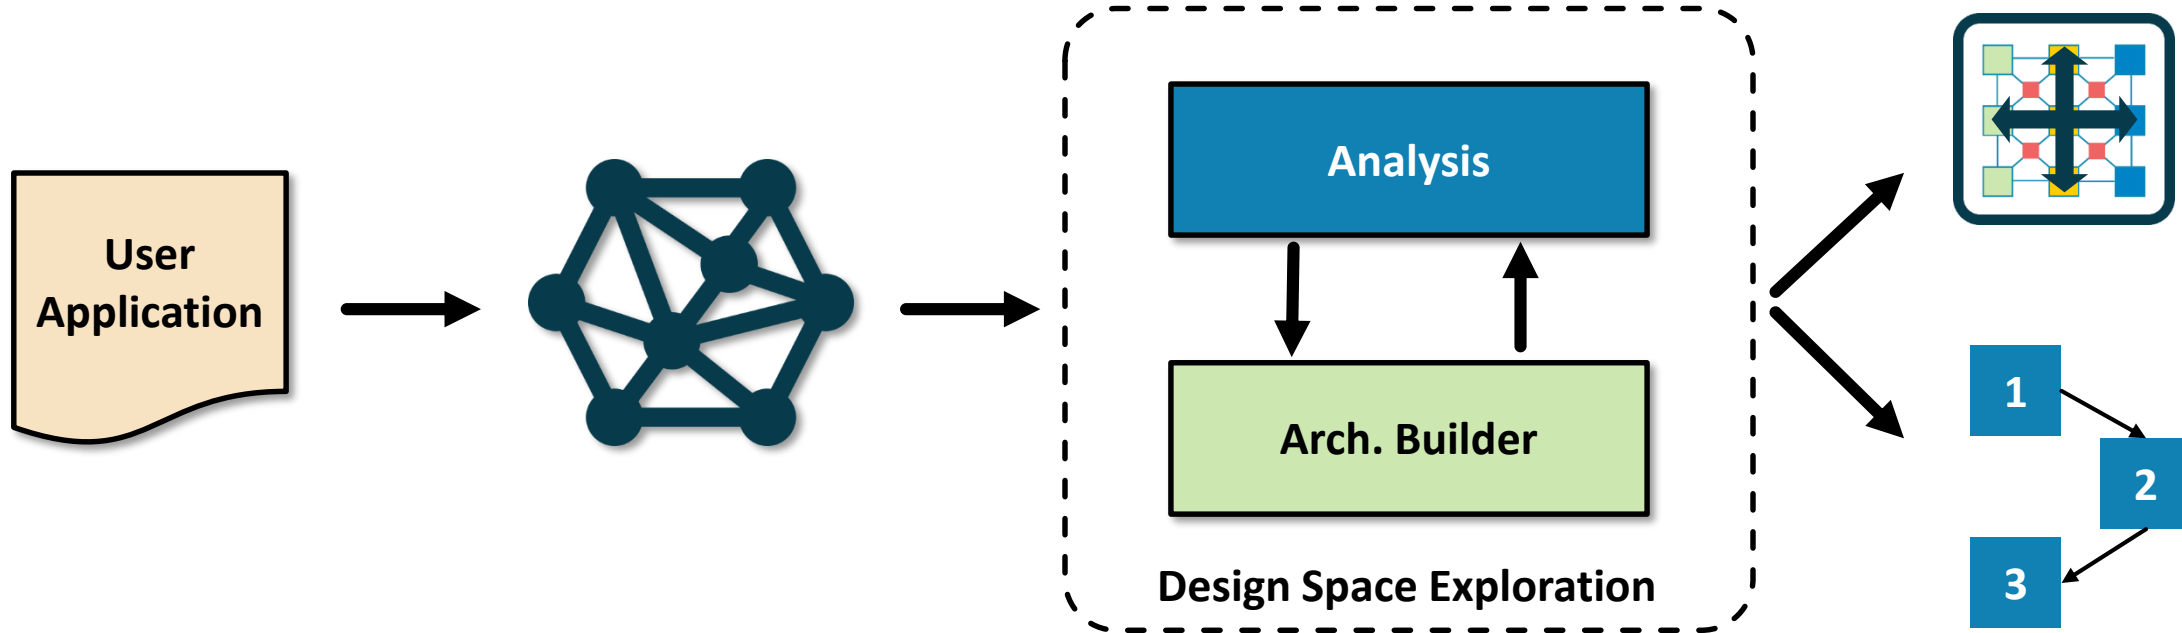 User
Application
Analysis
Arch. Builder
Design Space Exploration
1
2
3